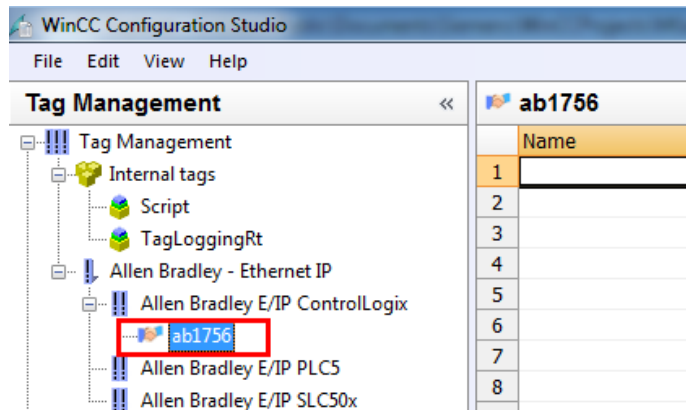 WinCC Configuration Studio
File Edit View Help
Tag Management «
ab1756
Tag Management
Name
Internal tags
1
Script
2
TagLoggingRt
3
Allen Bradley - Ethernet IP
4
Allen Bradley E/IP ControlLogix
5
ab1756
6
Allen Bradley E/IP PLC5
7
Allen Bradley E/IP SLC50x
8